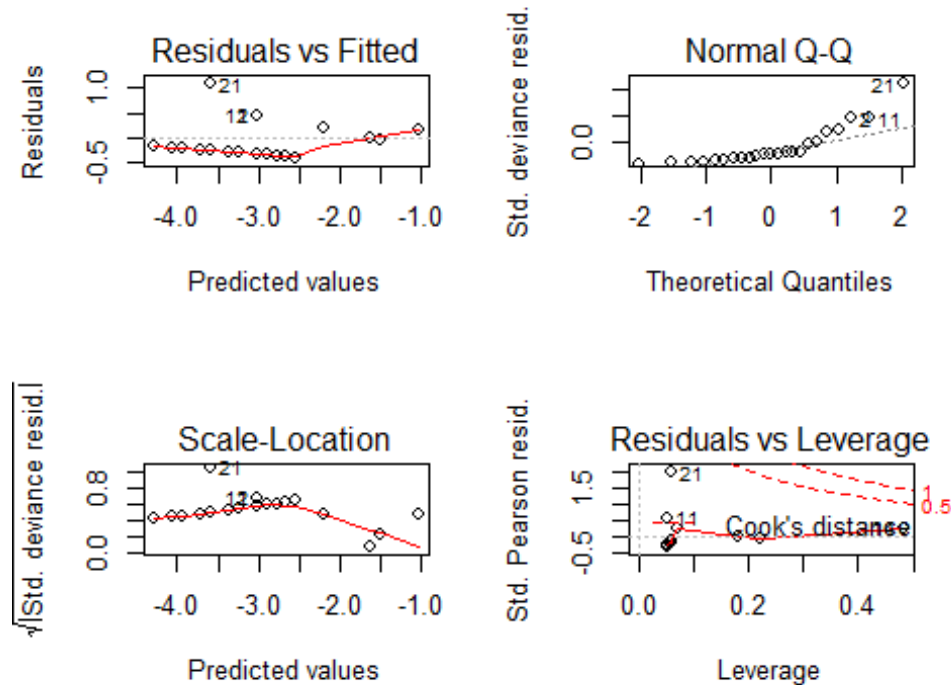 Residuals vs Fitted
Residuals
1.0
-0.5
21
2
-4.0 -3.0 -2.0 -1.0
Predicted values
Normal Q-Q
Std. deviance resid.
0.0
21
2 11
-2 -1 0 1 2
Theoretical Quantiles
Scale-Location
√|Std. deviance resid.|
0.8
0.0
21
-4.0 -3.0 -2.0 -1.0
Predicted values
Residuals vs Leverage
Std. Pearson resid.
1.5
-0.5
21
11
Cook's distance
1
0.5
0.0 0.2 0.4
Leverage